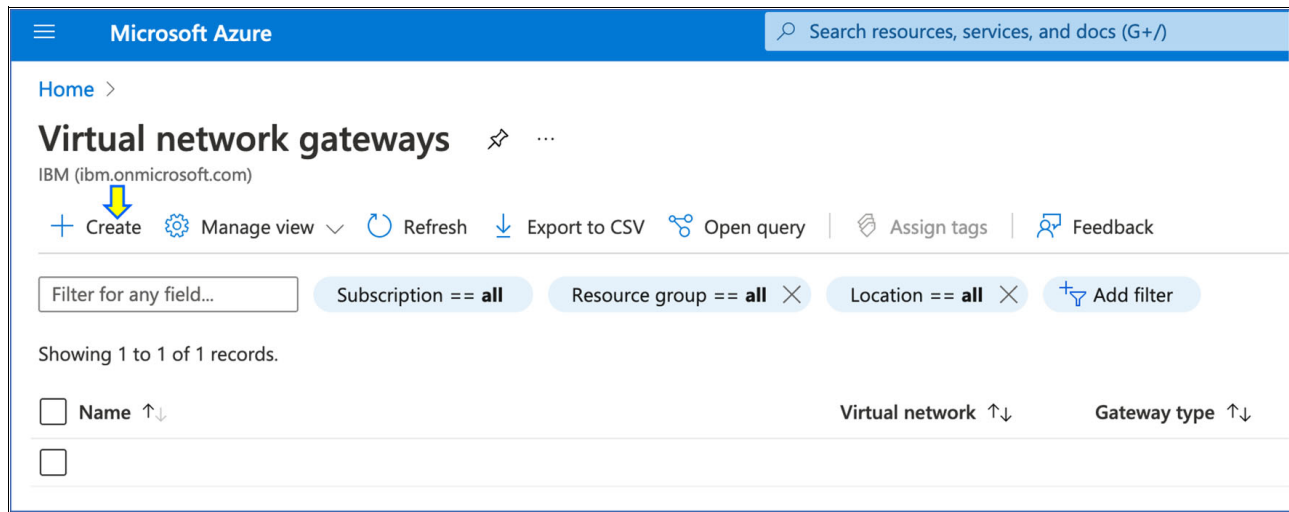 Microsoft Azure Search resources, services, and docs (G+/)
Home >
Virtual network gateways ...
IBM (ibm.onmicrosoft.com)
+ Create Manage view Refresh Export to CSV Open query Assign tags Feedback
Filter for any field... Subscription == all Resource group == all Location == all Add filter
Showing 1 to 1 of 1 records.
Name ↑↓ Virtual network ↑↓ Gateway type ↑↓